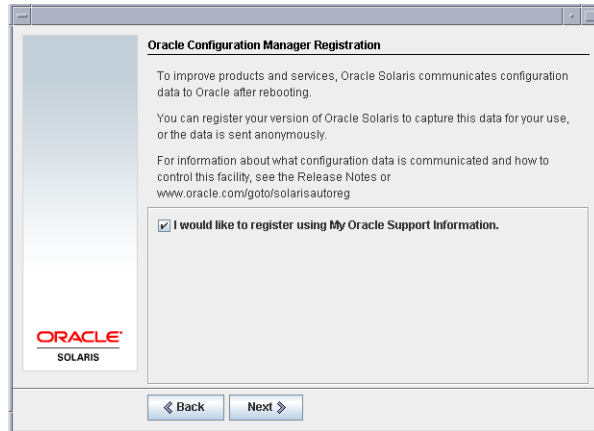 Oracle Configuration Manager Registration
To improve products and services, Oracle Solaris communicates configuration
data to Oracle after rebooting.
You can register your version of Oracle Solaris to capture this data for your use,
or the data is sent anonymously.
For information about what configuration data is communicated and how to
control this facility, see the Release Notes or
www.oracle.com/goto/solarisautoreg
I would like to register using My Oracle Support Information.
ORACLE
SOLARIS
Back Next